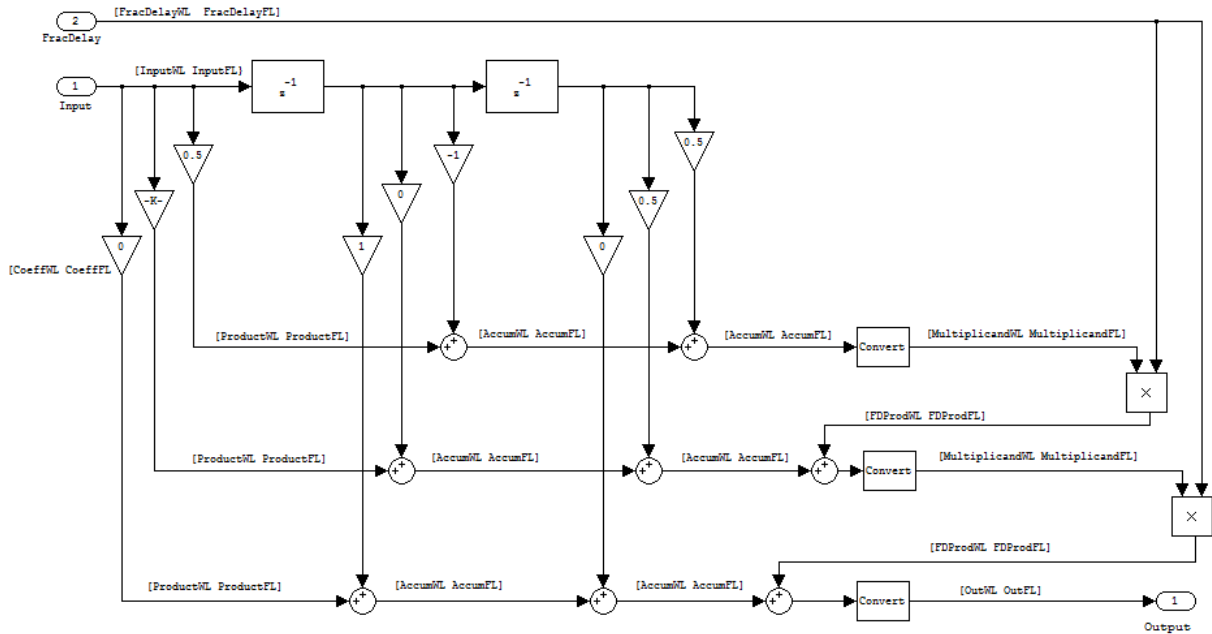 [FracDelayWL FracDelayFL]
2
FracDelay
[InputWL InputFL}
1
Input
-1
z
-1
z
0.5
-1
0.5
-K-
0
0.5
0
1
0
[CoeffWL CoeffFL
[ProductWL ProductFL]
[AccumWL AccumFL]
[AccumWL AccumFL]
Convert
[MultiplicandWL MultiplicandFL]
×
[FDProdWL FDProdFL]
[ProductWL ProductFL]
[AccumWL AccumFL]
[AccumWL AccumFL]
Convert
[MultiplicandWL MultiplicandFL]
×
[FDProdWL FDProdFL]
[ProductWL ProductFL]
[AccumWL AccumFL]
[AccumWL AccumFL]
Convert
[OutWL OutFL]
1
Output